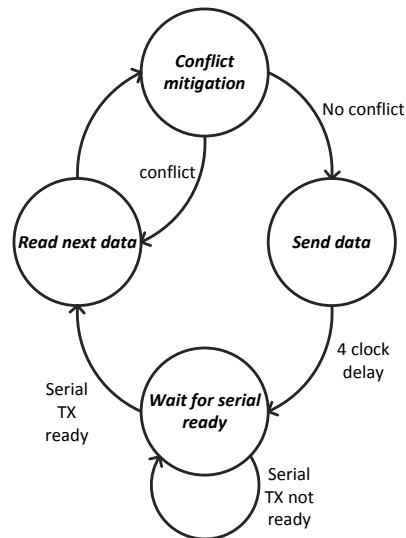 Conflict
mitigation
No conflict
conflict
Read next data
Send data
4 clock
delay
Serial
TX
ready
Wait for serial
ready
Serial
TX not
ready